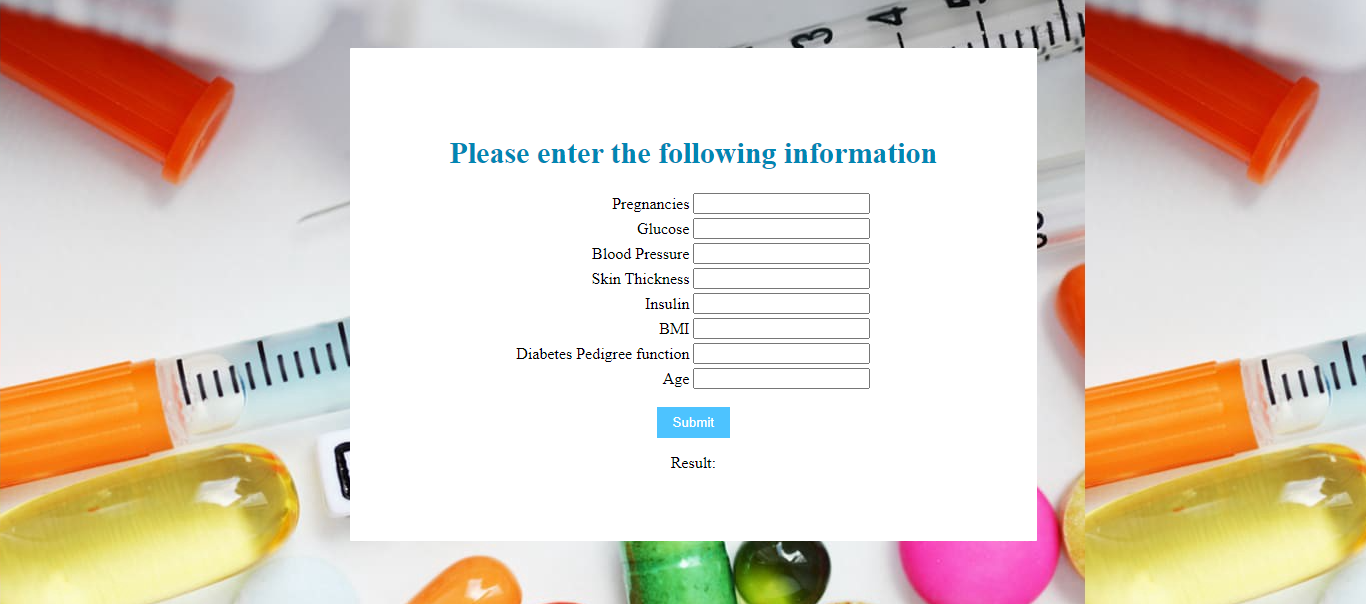 Please enter the following information
Pregnancies
Glucose
Blood Pressure
Skin Thickness
Insulin
BMI
Diabetes Pedigree function
Age
Submit
Result: